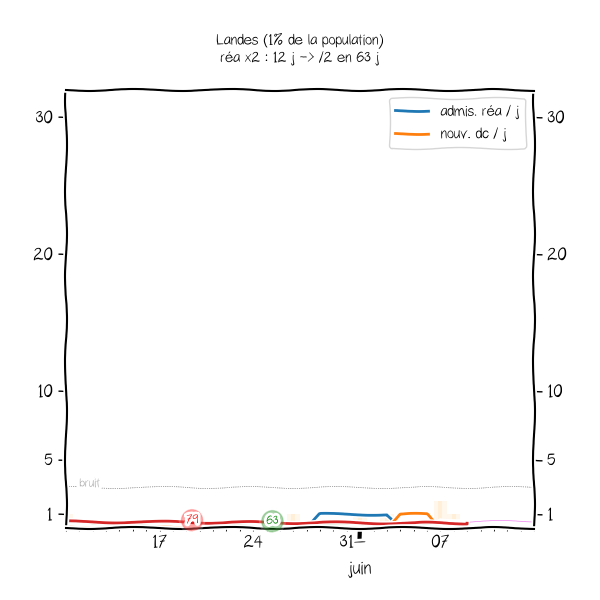 Landes (1% de la population)
réa x2 : 12 j -> /2 en 63 j
admis. réa / j
nouv. dc / j
30
30
20
20
10
10
5
5
bruit
1
79
63
1
17
24
31
07
juin